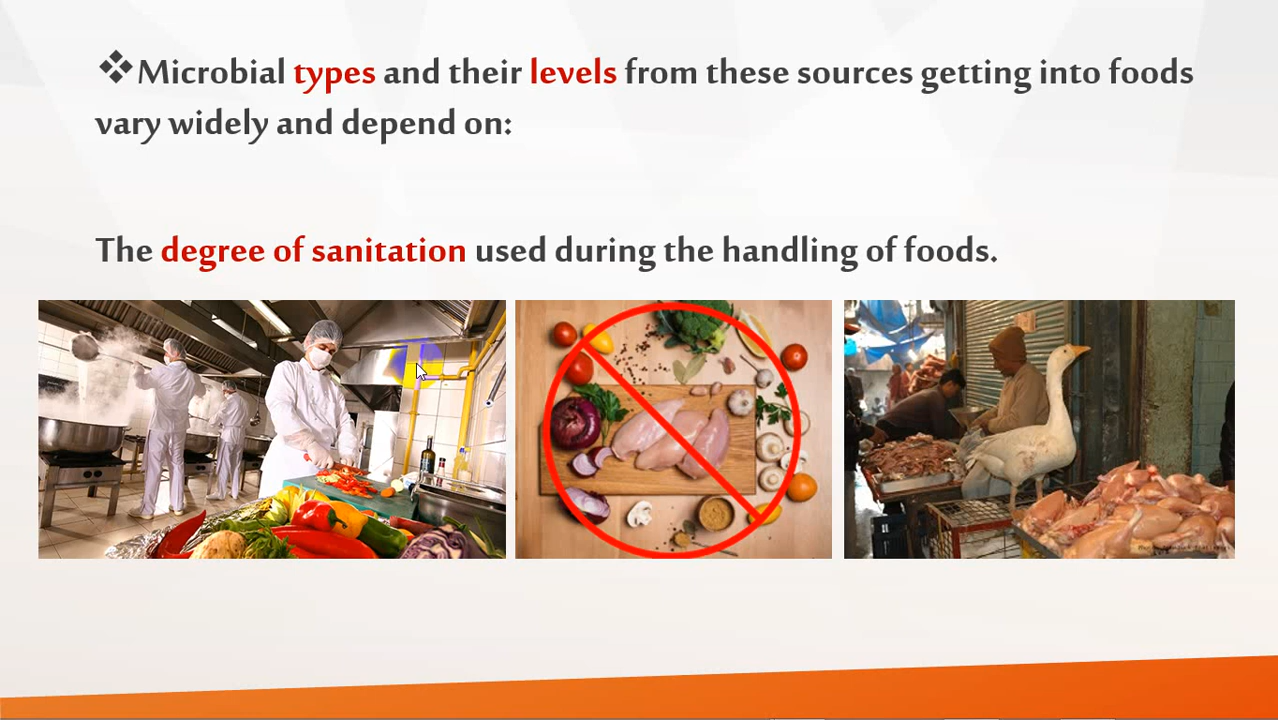 ❖Microbial types and their levels from these sources getting into foods
vary widely and depend on:
The degree of sanitation used during the handling of foods.